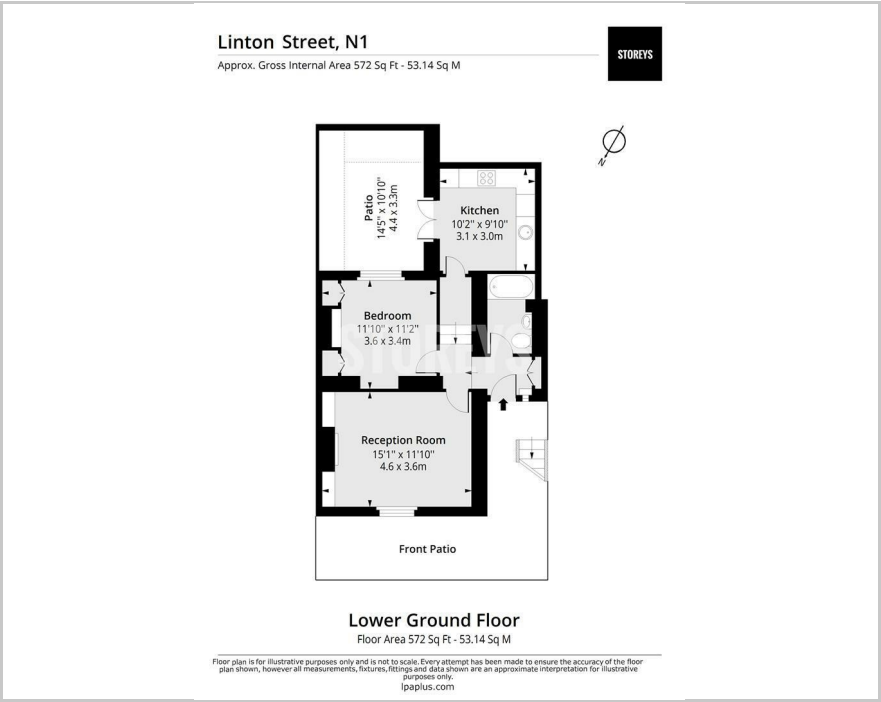 Linton Street, N1
Approx. Gross Internal Area 572 Sq Ft - 53.14 Sq M
STOREYS
N
Patio
14'5" x 10'10"
4.4 x 3.3m
Kitchen
10'2" x 9'10"
3.1 x 3.0m
Bedroom
11'10" x 11'2"
3.6 x 3.4m
STOREYS
Reception Room
15'1" x 11'10"
4.6 x 3.6m
Front Patio
Lower Ground Floor
Floor Area 572 Sq Ft - 53.14 Sq M
Floor plan is for illustrative purposes only and is not to scale. Every attempt has been made to ensure the accuracy of the floor
plan shown, however all measurements, fixtures, fittings and data shown are an approximate interpretation for illustrative
purposes only.
lpaplus.com